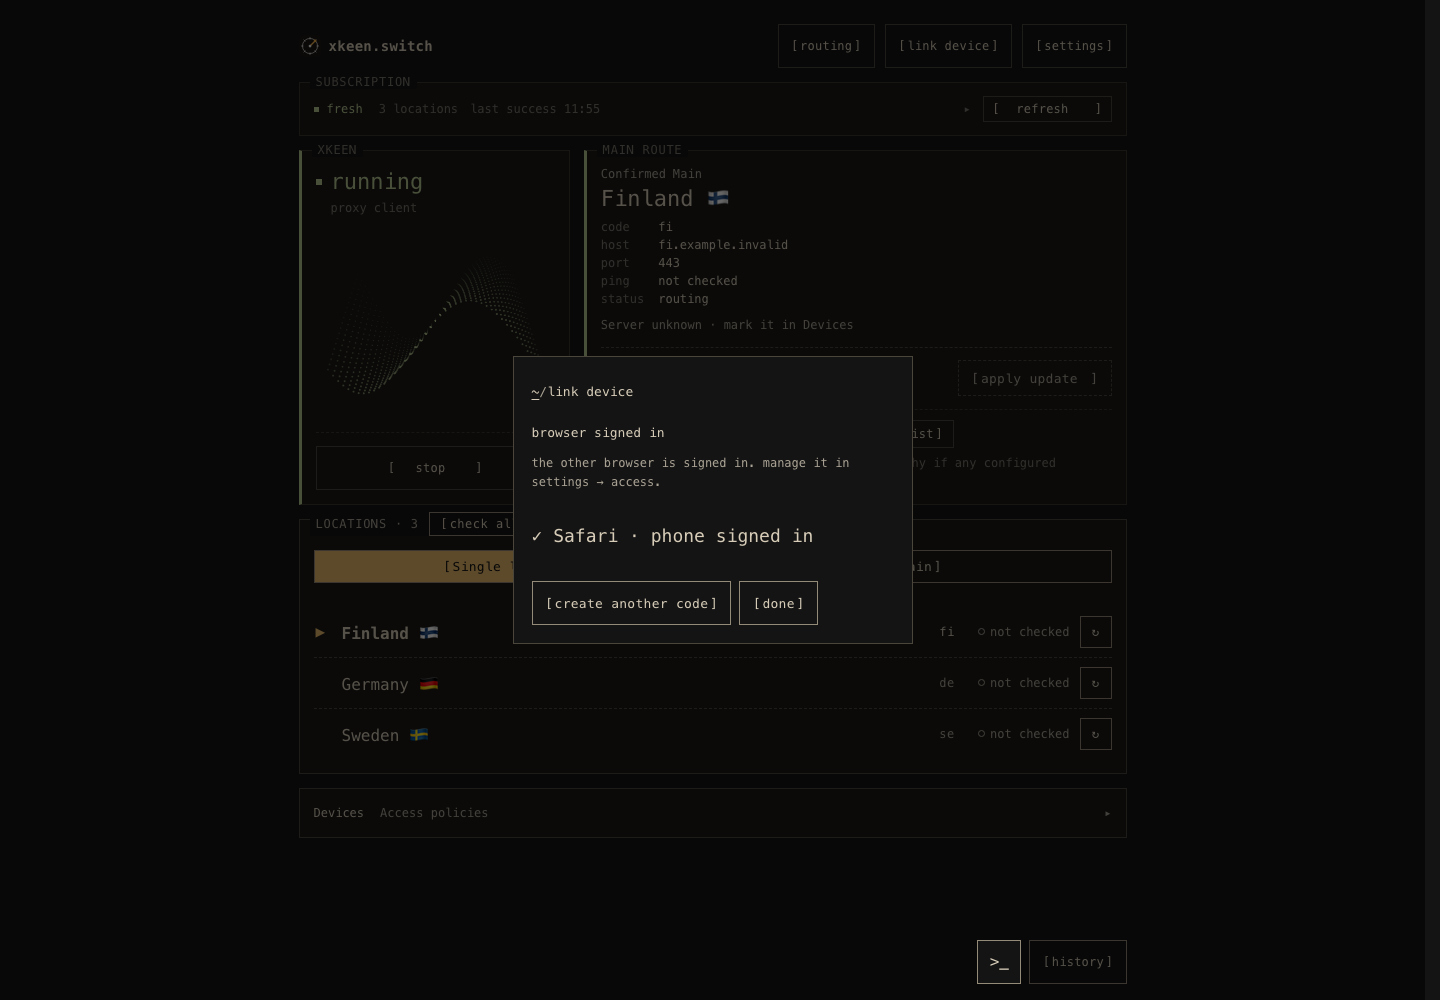 xkeen.switch
[routing] [link device] [settings]
SUBSCRIPTION
fresh 3 locations last success 11:55 ▸ [ refresh ]
XKEEN
running
proxy client
[ stop ]
MAIN ROUTE
Confirmed Main
Finland
code fi
host fi.example.invalid
port 443
ping not checked
status routing
Server unknown · mark it in Devices
[apply update ]
if any configured
~/link device
browser signed in
the other browser is signed in. manage it in
settings → access.
✓ Safari · phone signed in
[create another code] [done]
LOCATIONS · 3 [check
[Single
▶ Finland fi not checked ↻
Germany de not checked ↻
Sweden se not checked ↻
Devices Access policies ▸
>_ [history]